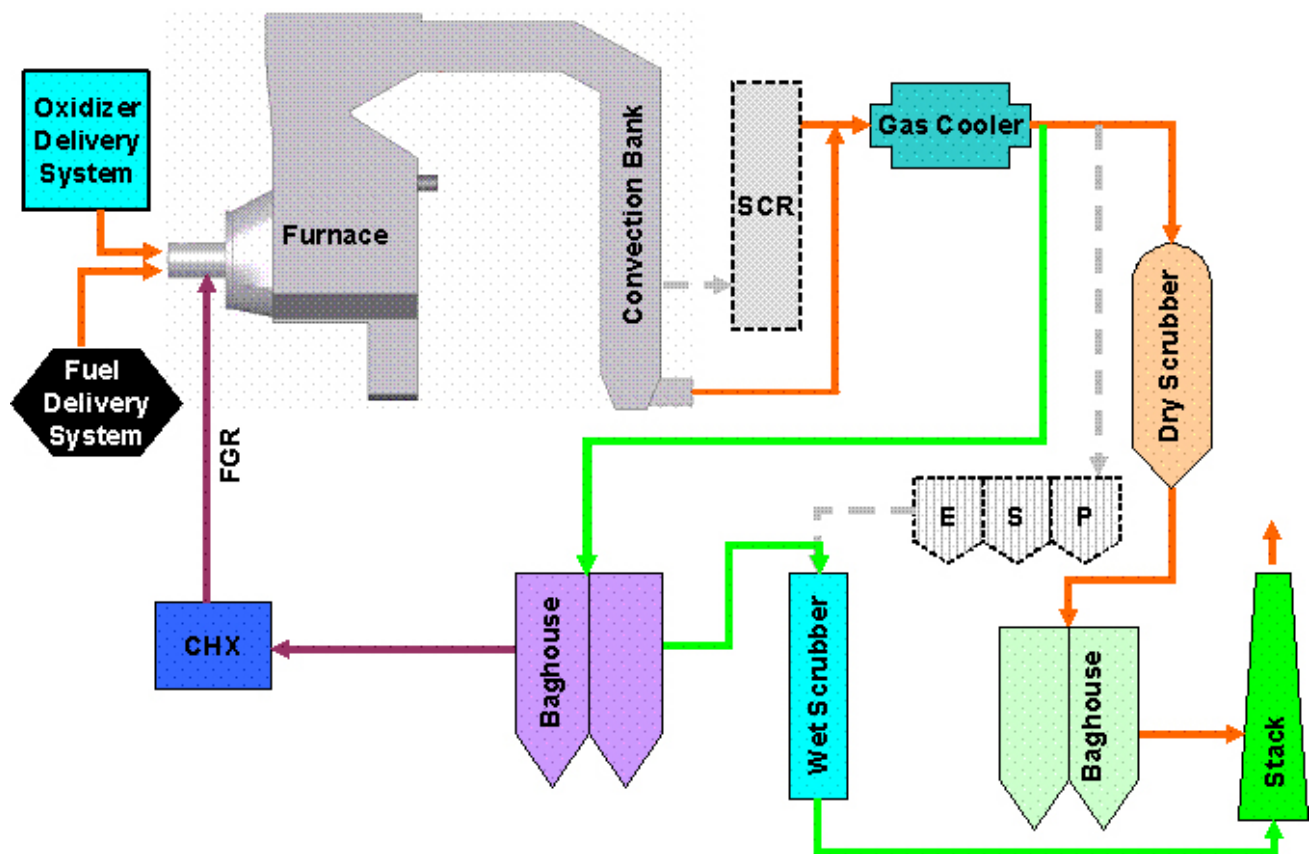 Oxidizer
Delivery
System
Fuel
Delivery
System
Furnace
Convection Bank
SCR
Gas Cooler
Dry Scrubber
FGR
E S P
CHX
Baghouse
Wet Scrubber
Baghouse
Stack